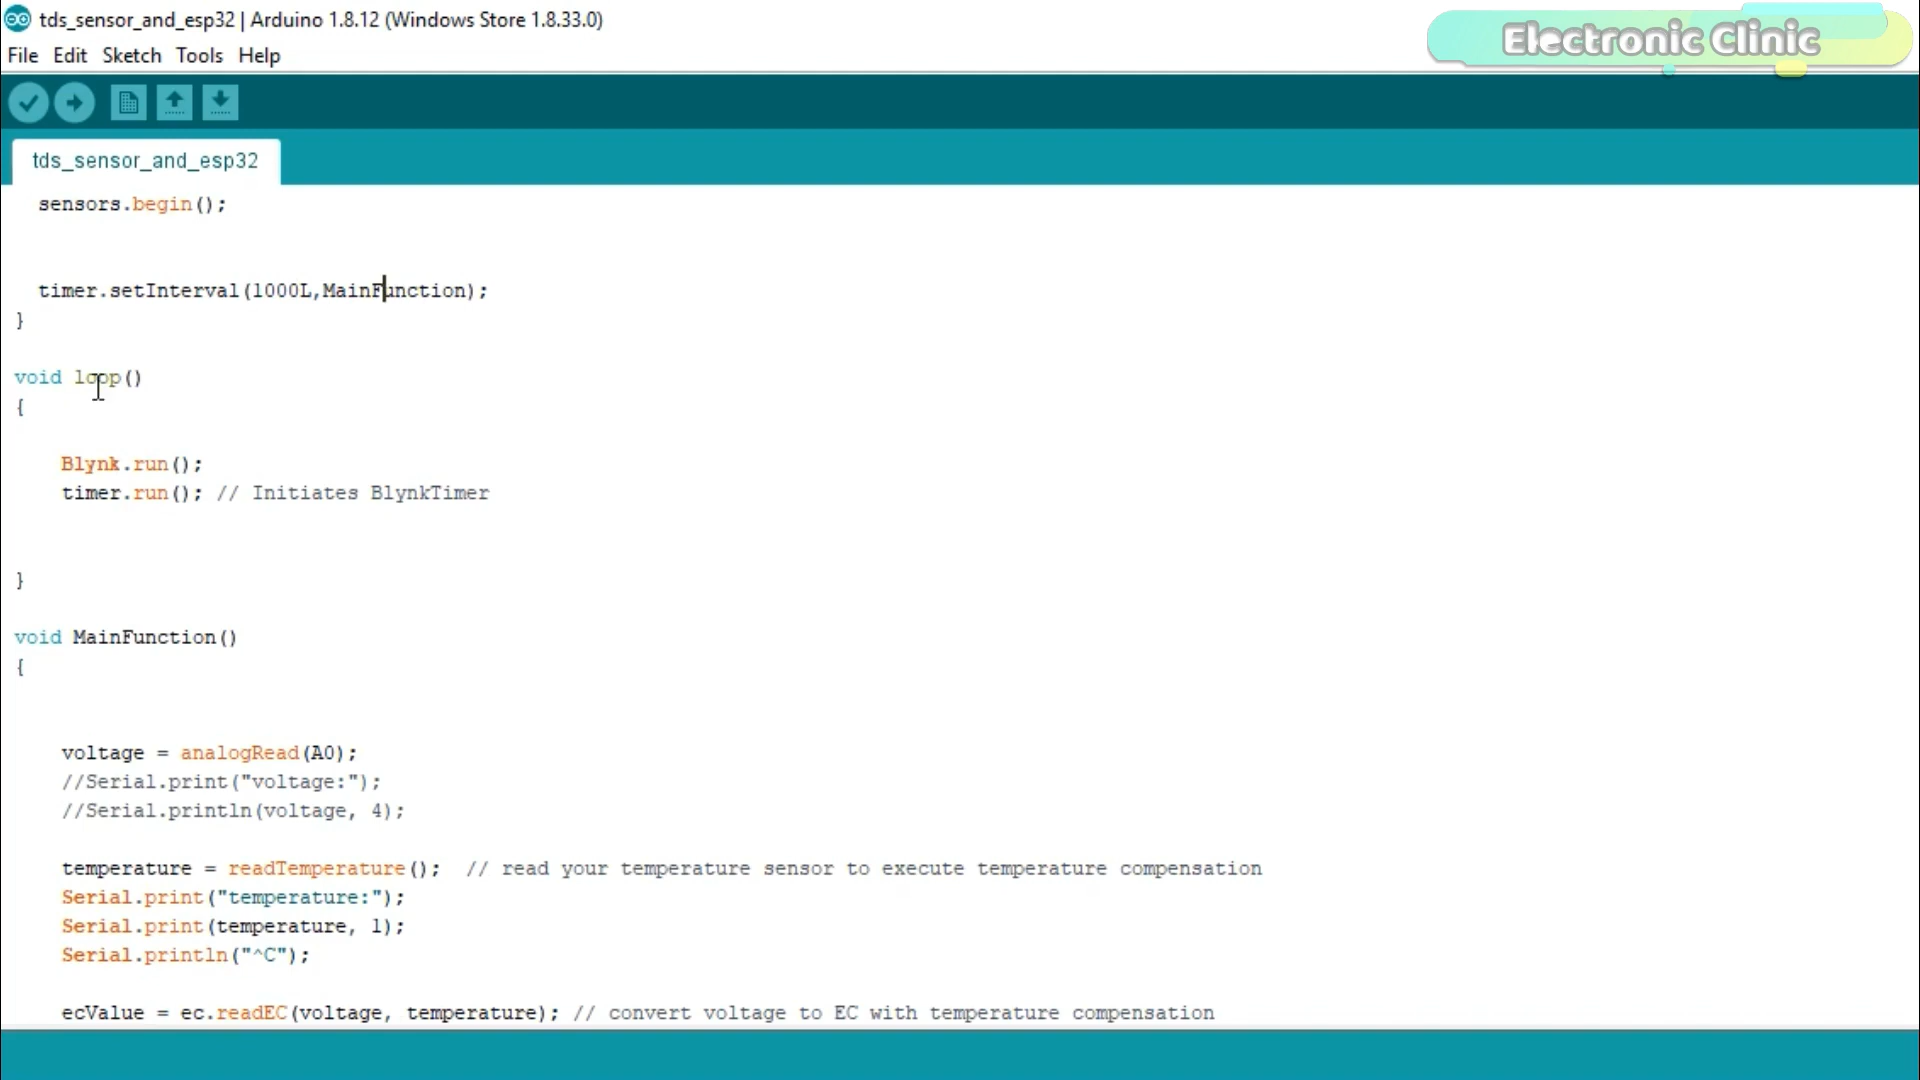 tds_sensor_and_esp32 | Arduino 1.8.12 (Windows Store 1.8.33.0)
Electronic Clinic
File Edit Sketch Tools Help
tds_sensor_and_esp32
sensors.begin();
timer.setInterval(1000L,MainFunction);
}
void loop()
{
Blynk.run();
timer.run(); // Initiates BlynkTimer
}
void MainFunction()
{
voltage = analogRead(A0);
//Serial.print("voltage:");
//Serial.println(voltage, 4);
temperature = readTemperature();  // read your temperature sensor to execute temperature compensation
Serial.print("temperature:");
Serial.print(temperature, 1);
Serial.println("^C");
ecValue = ec.readEC(voltage, temperature); // convert voltage to EC with temperature compensation